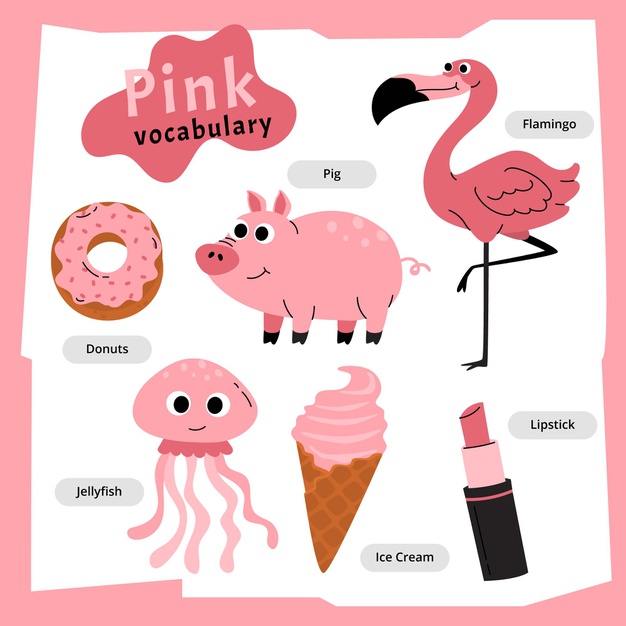 Pink
vocabulary
Flamingo
Pig
Donuts
Lipstick
Jellyfish
Ice Cream